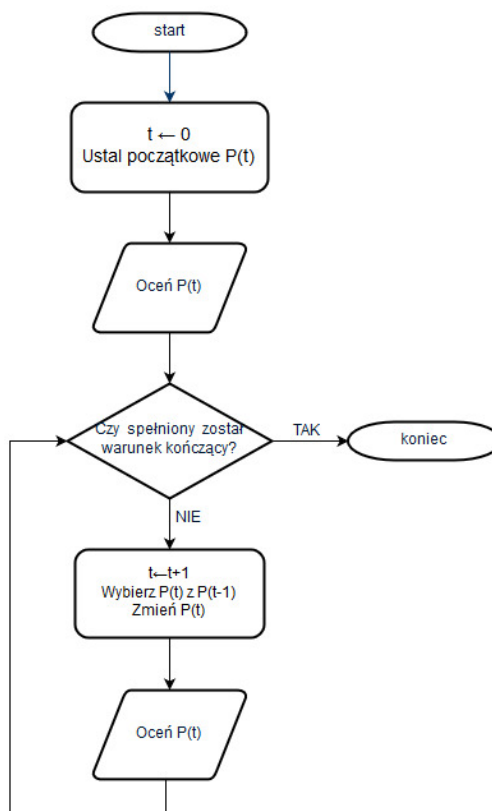 start
t ← 0
Ustal początkowe P(t)
Oceń P(t)
Czy spełniony został
warunek kończący?
TAK
koniec
NIE
t←t+1
Wybierz P(t) z P(t-1)
Zmień P(t)
Oceń P(t)